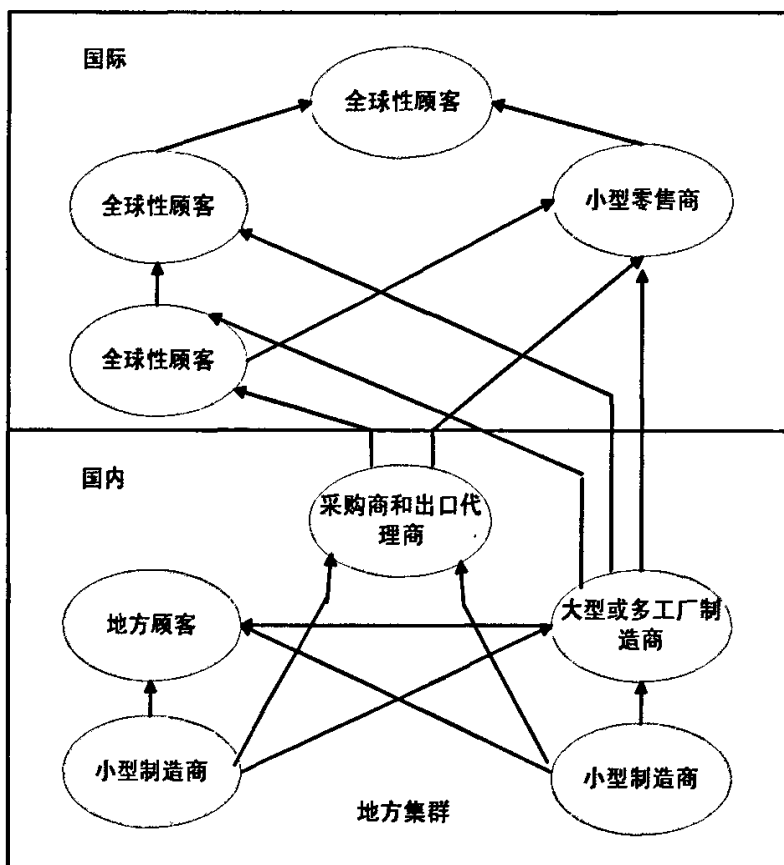 国际
全球性顾客
全球性顾客
小型零售商
全球性顾客
国内
采购商和出口代
理商
地方顾客
大型或多工厂制
造商
小型制造商
小型制造商
地方集群